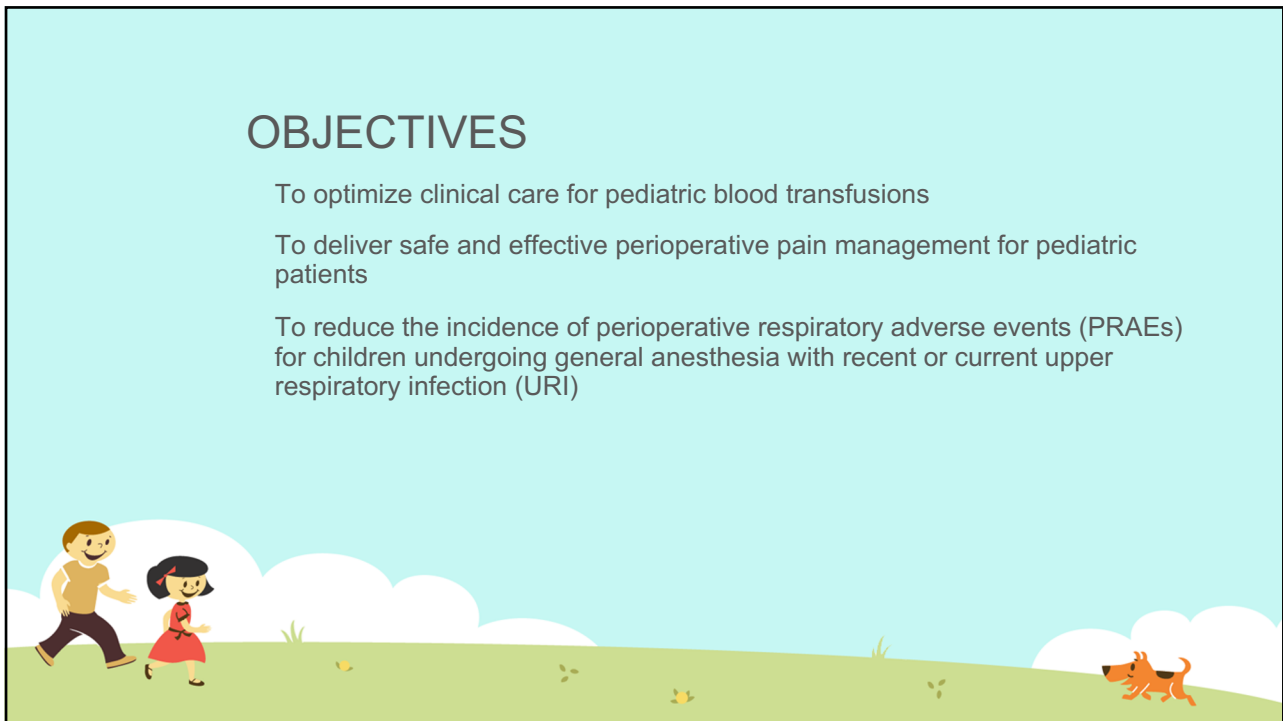 OBJECTIVES
To optimize clinical care for pediatric blood transfusions
To deliver safe and effective perioperative pain management for pediatric
patients
To reduce the incidence of perioperative respiratory adverse events (PRAEs)
for children undergoing general anesthesia with recent or current upper
respiratory infection (URI)